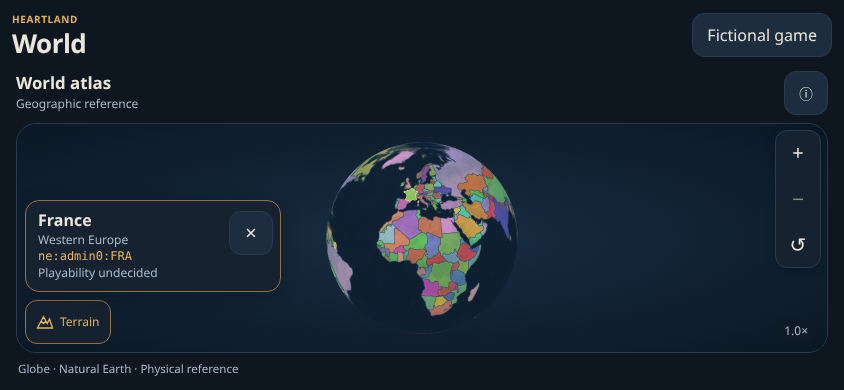 HEARTLAND
World
Fictional game
World atlas
Geographic reference
France
Western Europe
ne:admin0:FRA
Playability undecided
Terrain
1.0×
Globe · Natural Earth · Physical reference